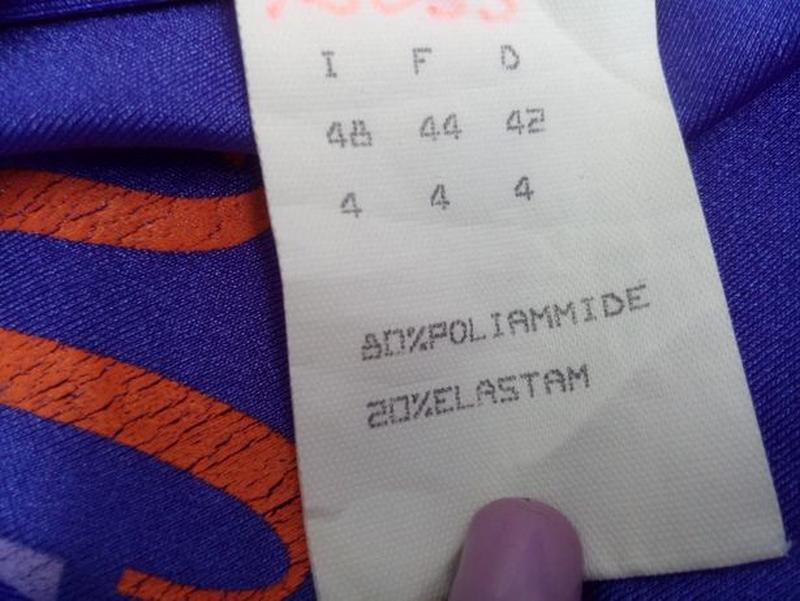 I F D
48 44 42
4 4 4
80%POLIAMMIDE
20%ELASTAM